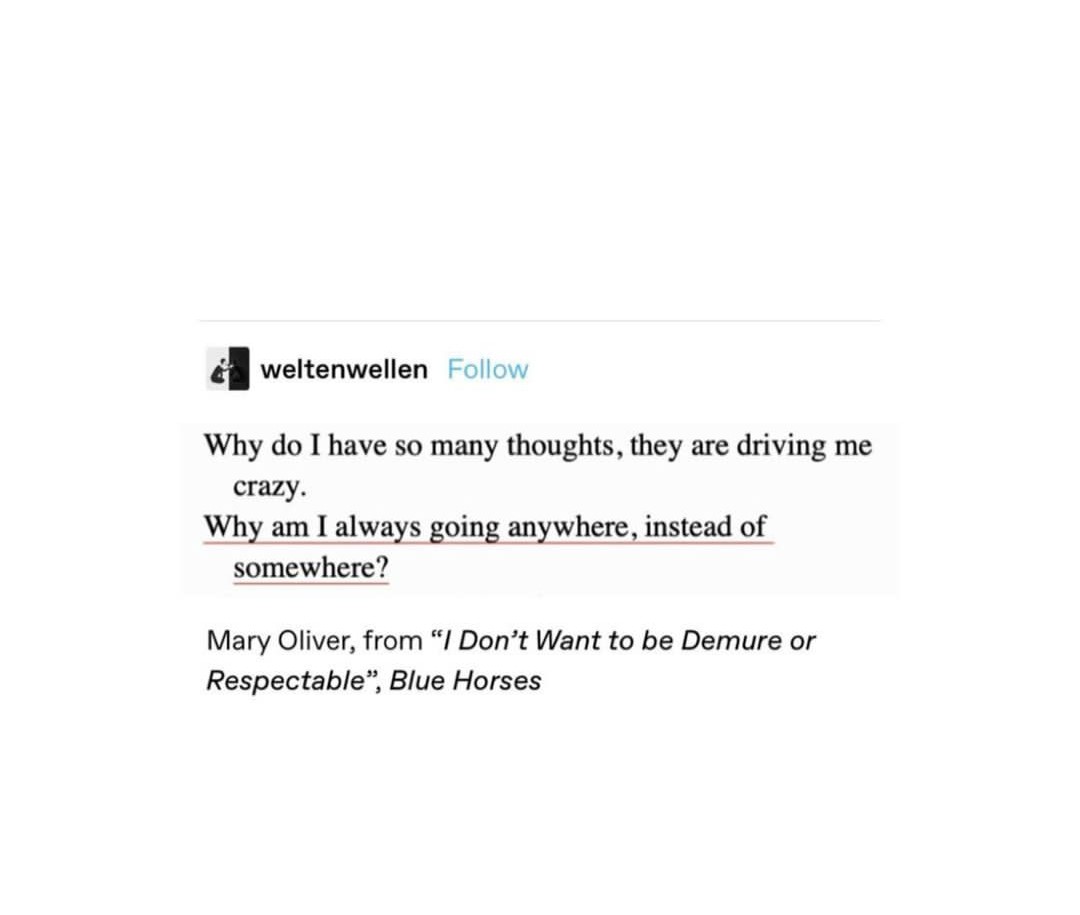 weltenwellen Follow
Why do I have so many thoughts, they are driving me
crazy.
Why am I always going anywhere, instead of
somewhere?
Mary Oliver, from “I Don’t Want to be Demure or
Respectable”, Blue Horses